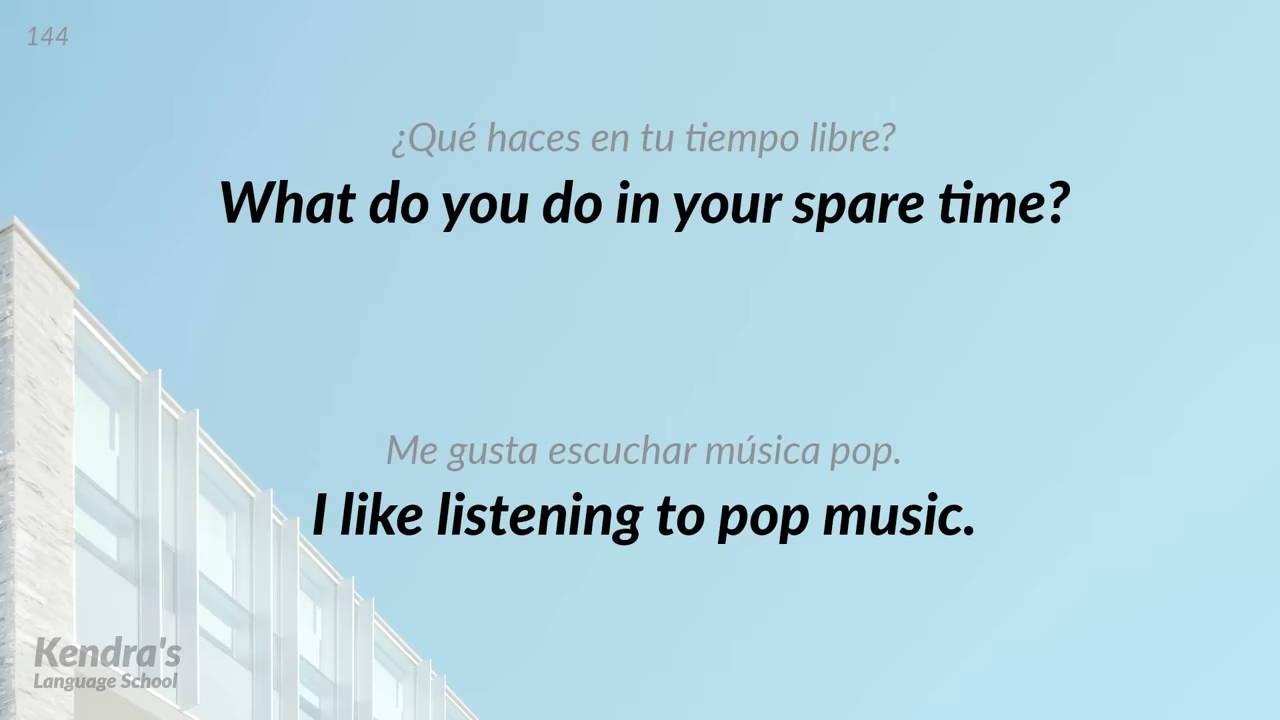 144
¿Qué haces en tu tiempo libre?
What do you do in your spare time?
Me gusta escuchar música pop.
I like listening to pop music.
Kendra's
Language School